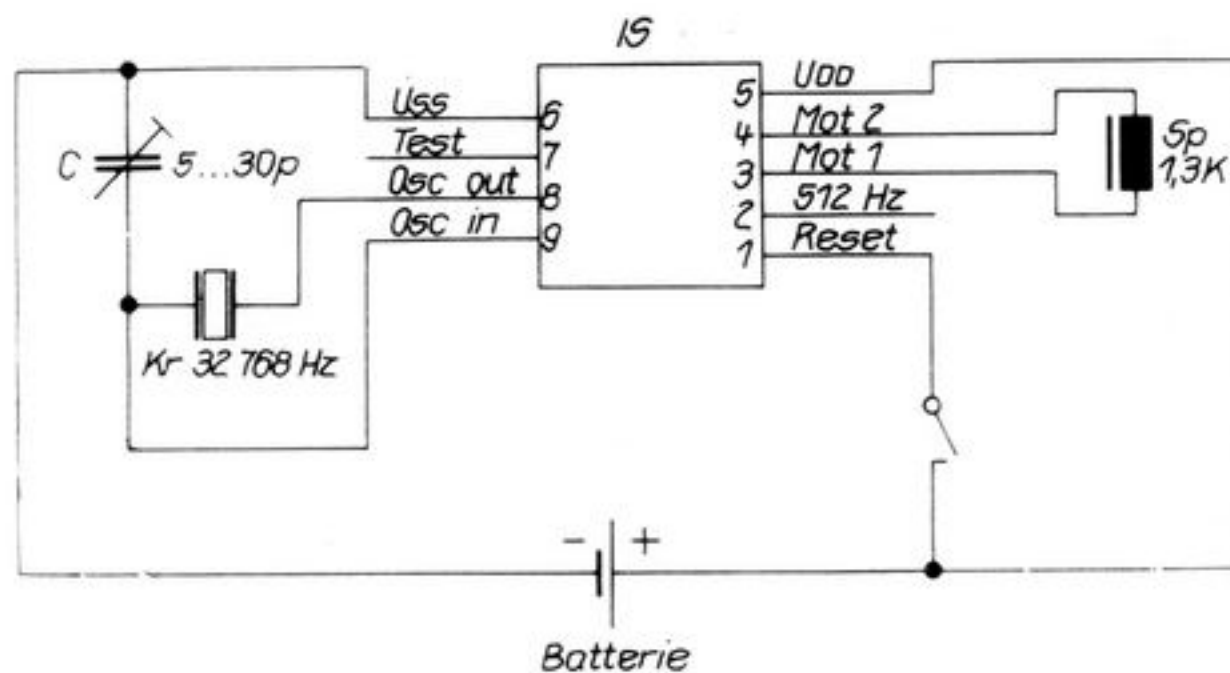 IS
Uss
Test
Osc out
Osc in
6
7
8
9
5
4
3
2
1
UDD
Mot 2
Mot 1
512 Hz
Reset
C 5...30p
Kr 32 768 Hz
Sp
1,3K
- +
Batterie